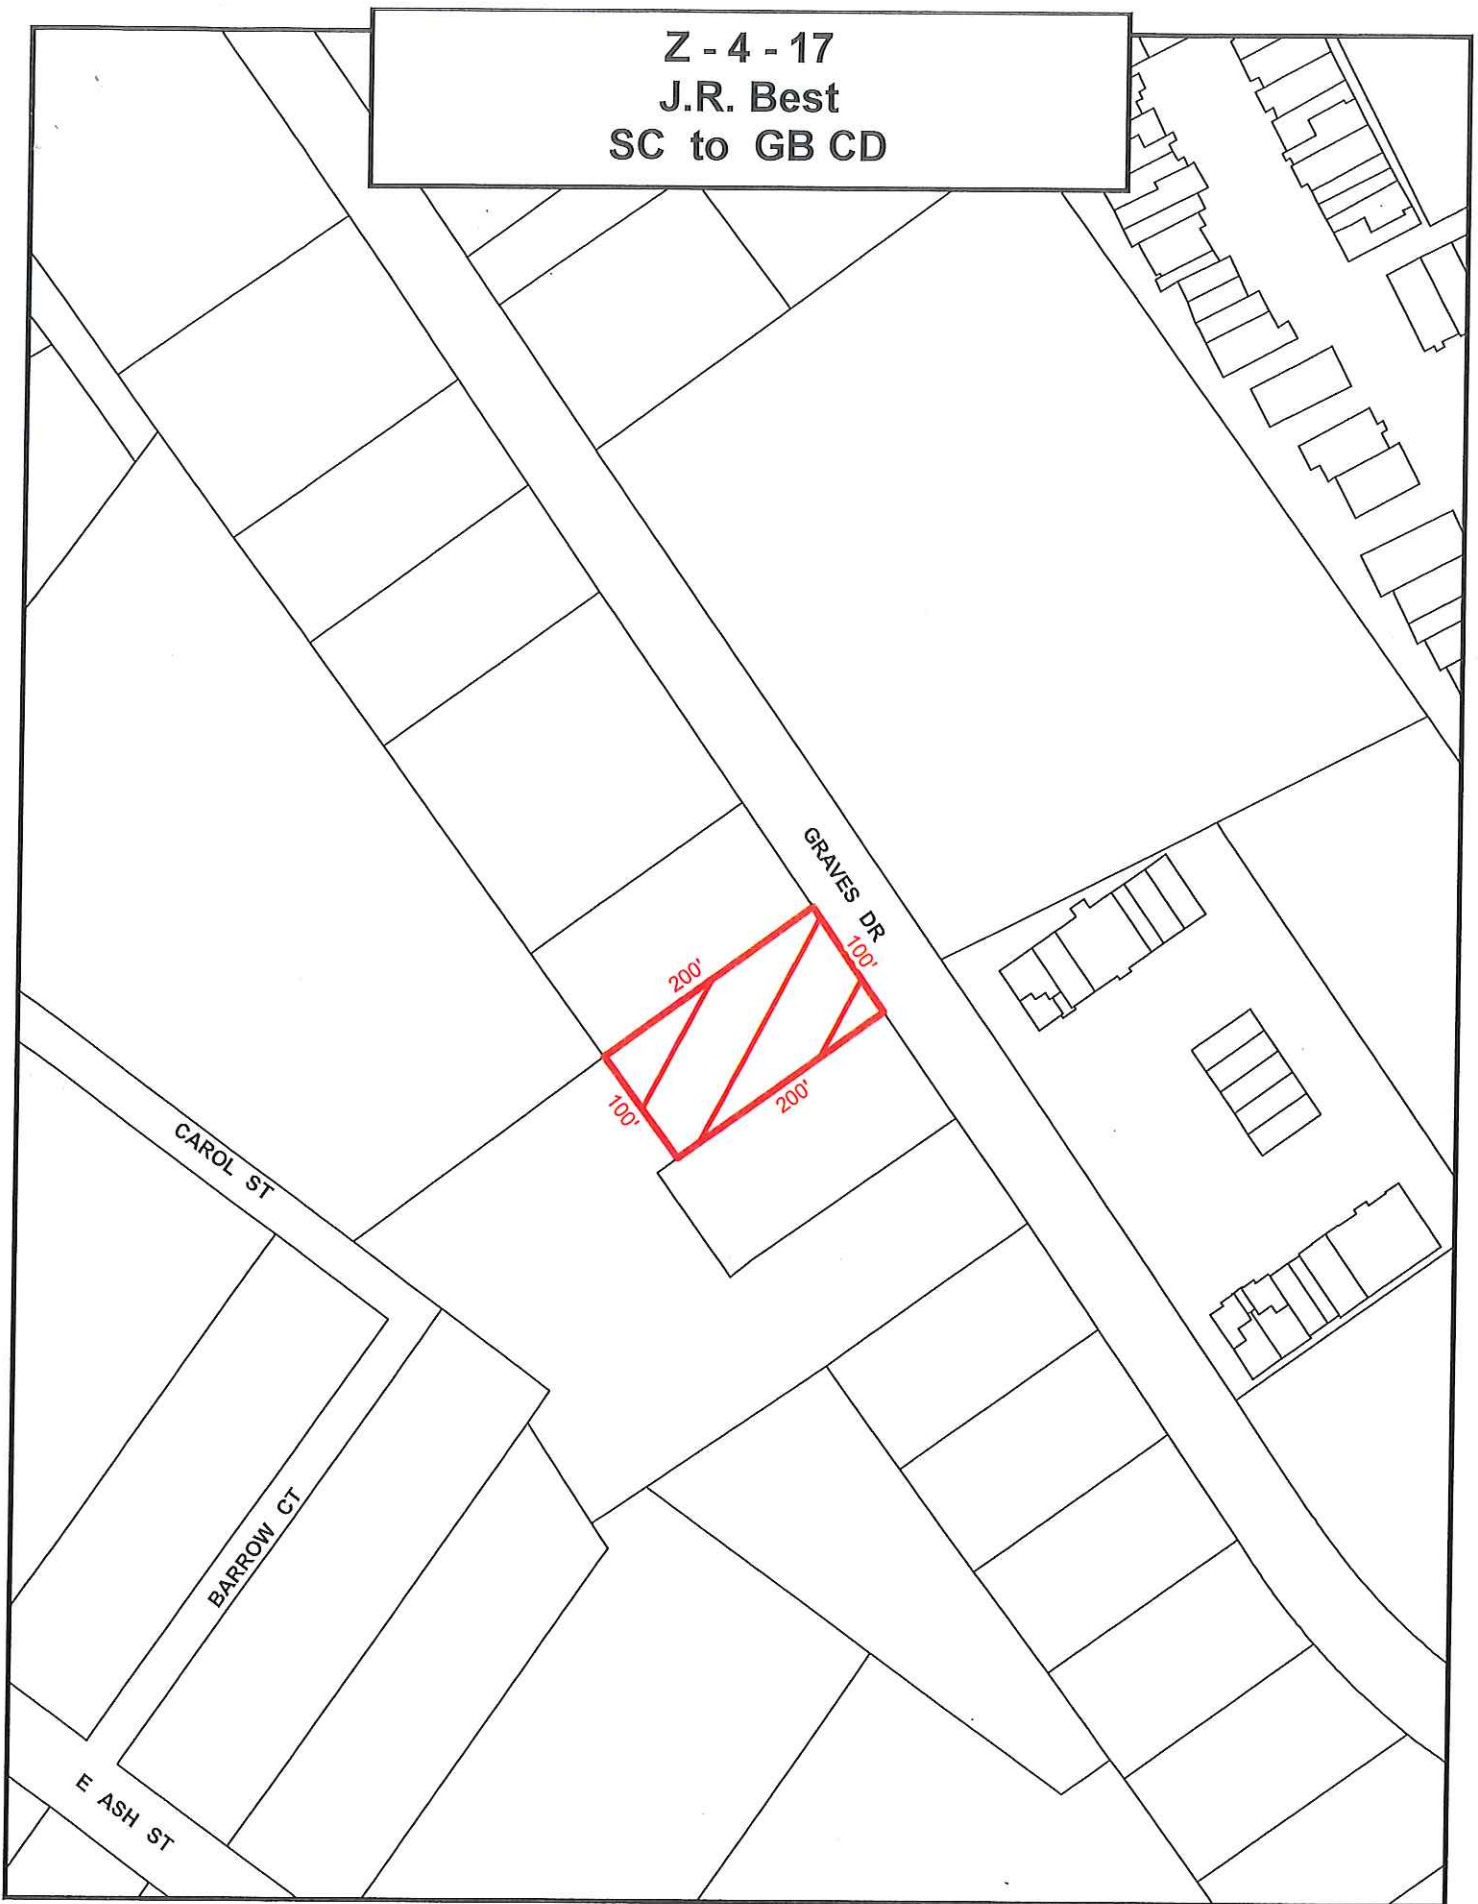 Z - 4 - 17
J.R. Best
SC to GB CD
GRAVES DR
100'
200'
100'
200'
CAROL ST
BARROW CT
E ASH ST